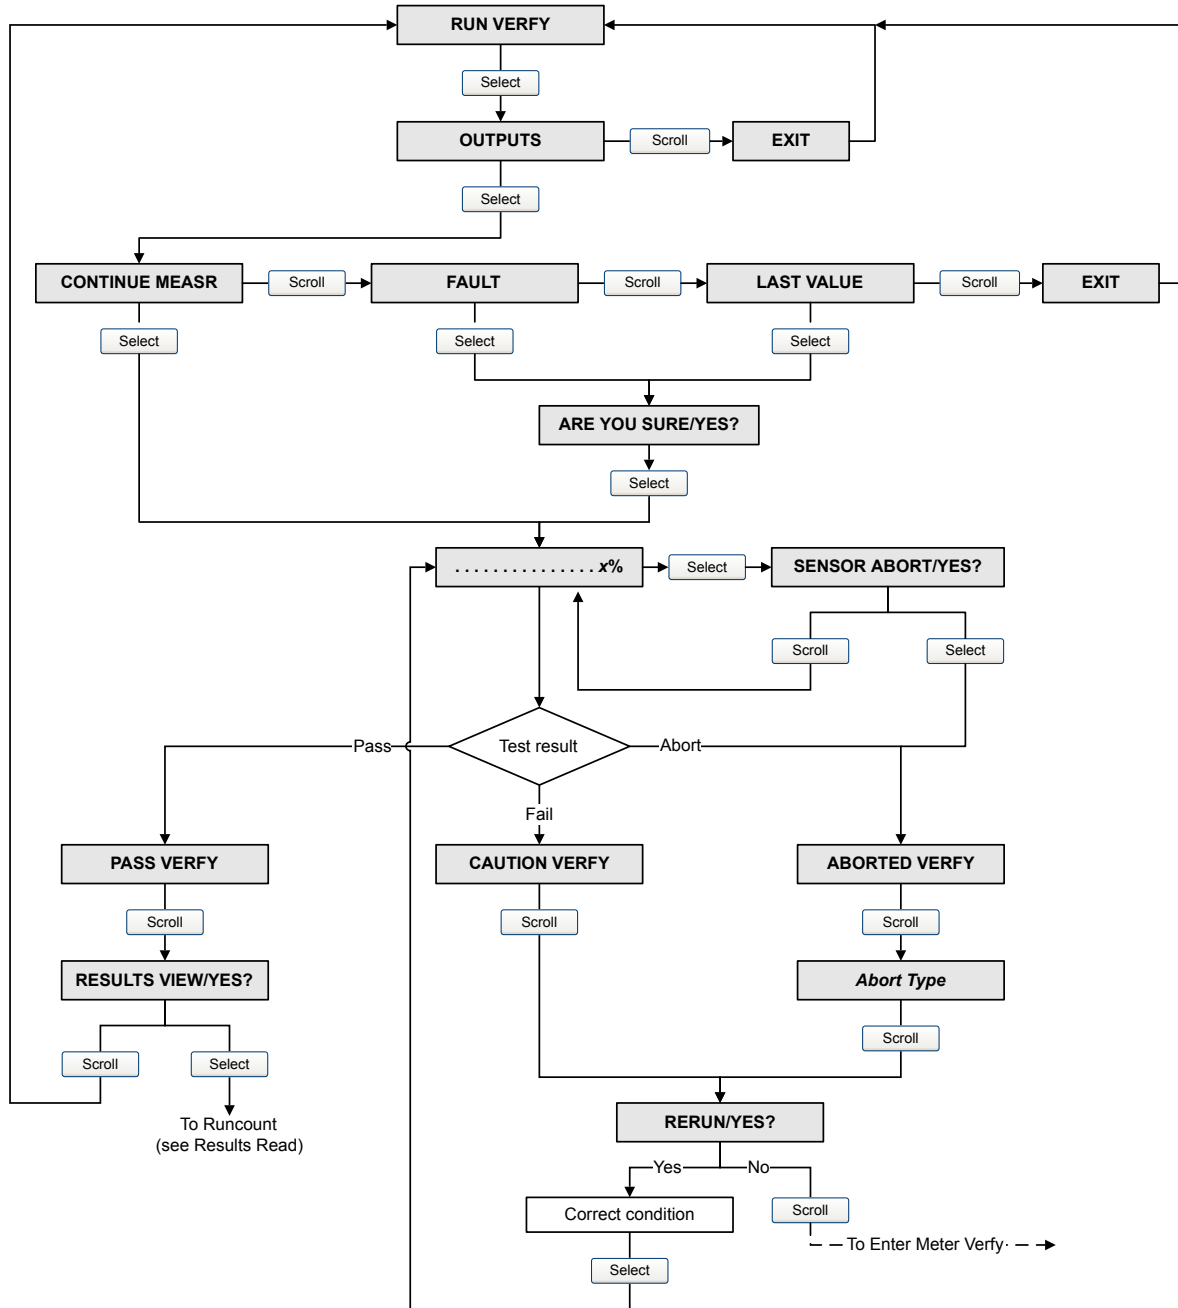 RUN VERFY
Select
OUTPUTS
Scroll
EXIT
Select
CONTINUE MEASR
Scroll
FAULT
Scroll
LAST VALUE
Scroll
EXIT
Select
Select
Select
ARE YOU SURE/YES?
Select
. . . . . . . . . . . . . . . x%
Select
SENSOR ABORT/YES?
Scroll
Select
Pass
Test result
Abort
Fail
PASS VERFY
CAUTION VERFY
ABORTED VERFY
Scroll
Scroll
Scroll
RESULTS VIEW/YES?
Abort Type
Scroll
Scroll
Select
To Runcount
(see Results Read)
RERUN/YES?
Yes
No
Correct condition
Scroll
To Enter Meter Verfy
Select